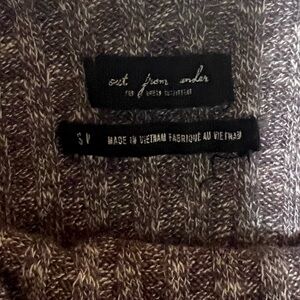 out from under
FOR URBAN OUTFITTERS
S P MADE IN VIETNAM FABRIQUÉ AU VIETNAM